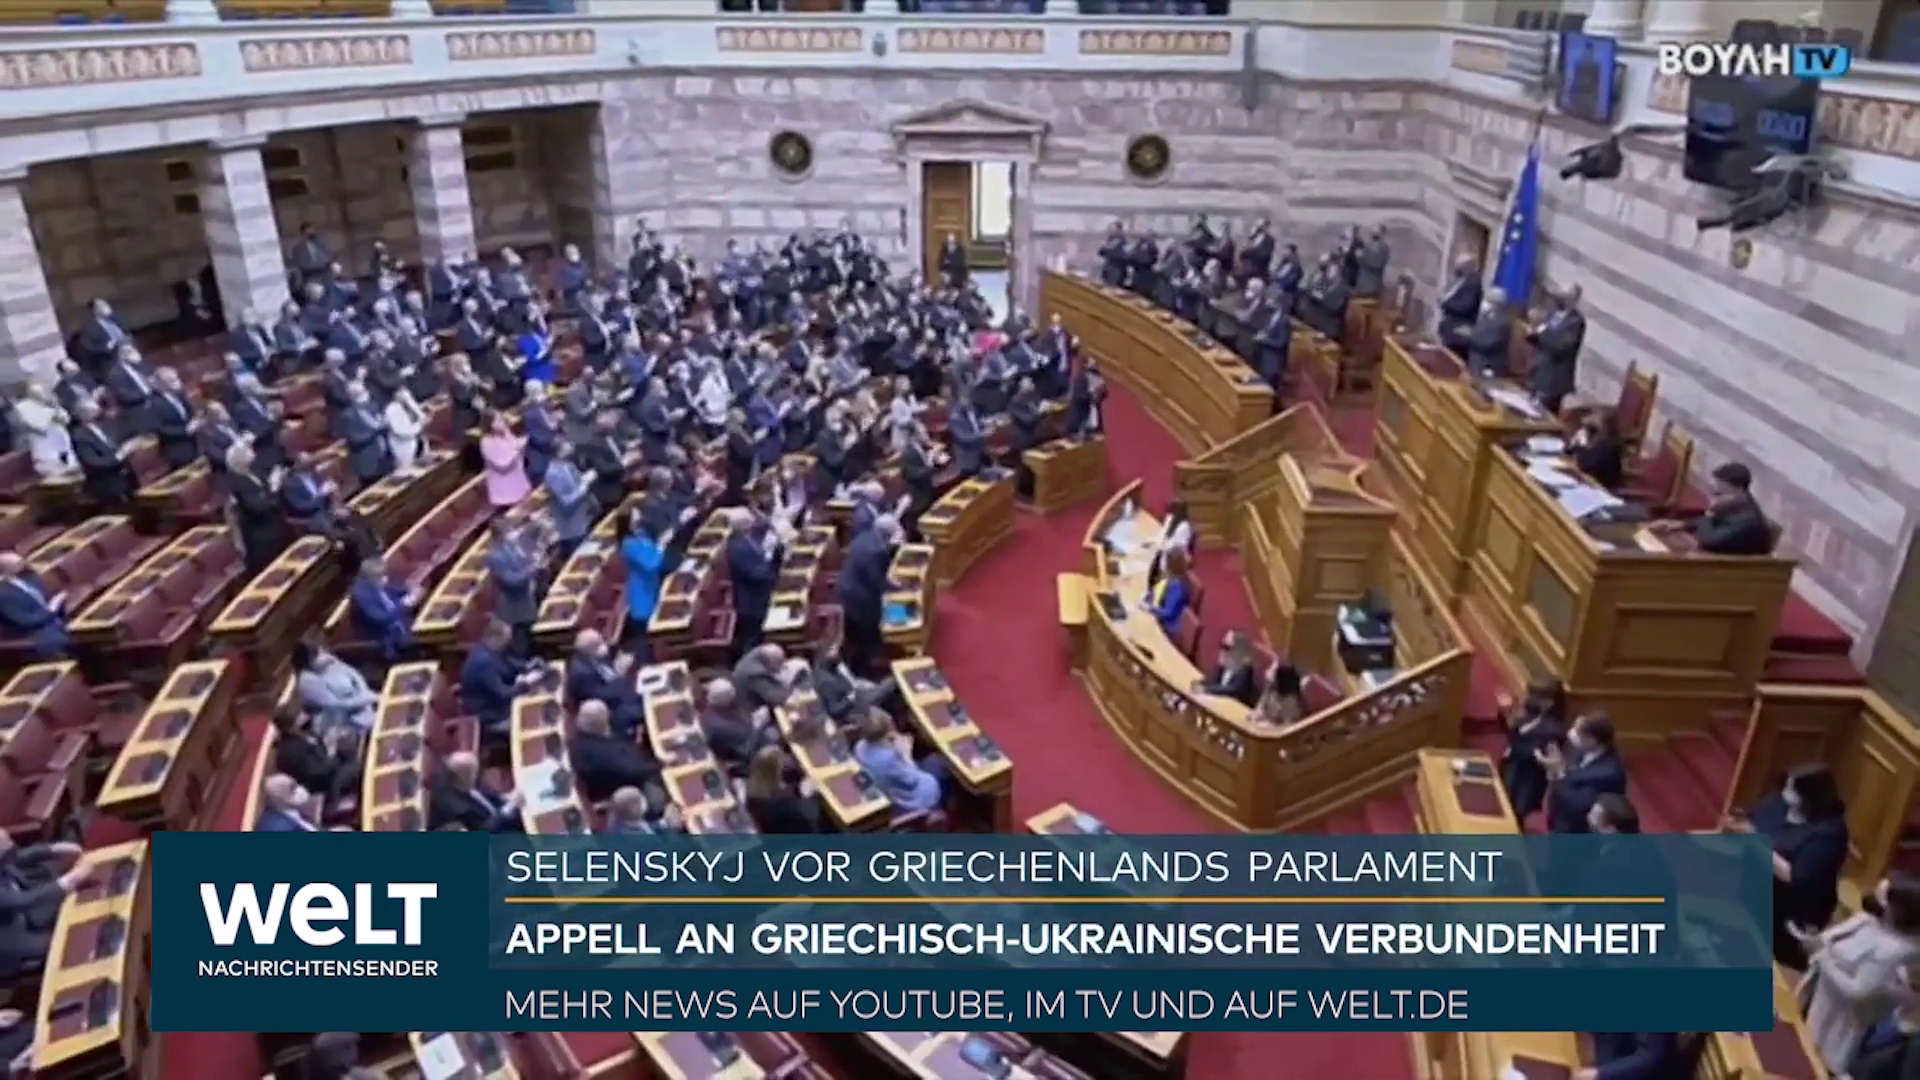 BOYΛH TV
SELENSKYJ VOR GRIECHENLANDS PARLAMENT
WELT
NACHRICHTENSENDER
APPELL AN GRIECHISCH-UKRAINISCHE VERBUNDENHEIT
MEHR NEWS AUF YOUTUBE, IM TV UND AUF WELT.DE